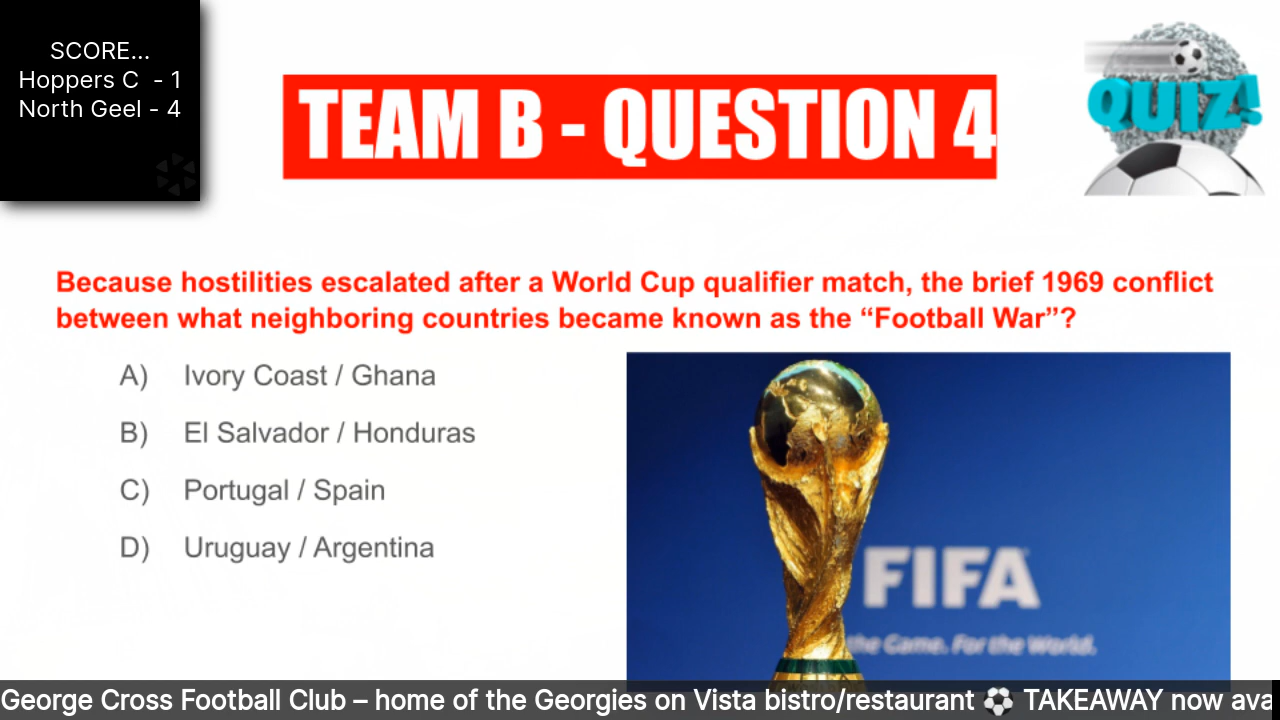 SCORE...
Hoppers C - 1
North Geel - 4
TEAM B - QUESTION 4
QUIZ!
Because hostilities escalated after a World Cup qualifier match, the brief 1969 conflict
between what neighboring countries became known as the “Football War”?
A) Ivory Coast / Ghana
B) El Salvador / Honduras
C) Portugal / Spain
D) Uruguay / Argentina
FIFA
the Game. For the World.
George Cross Football Club – home of the Georgies on Vista bistro/restaurant ⚽ TAKEAWAY now ava